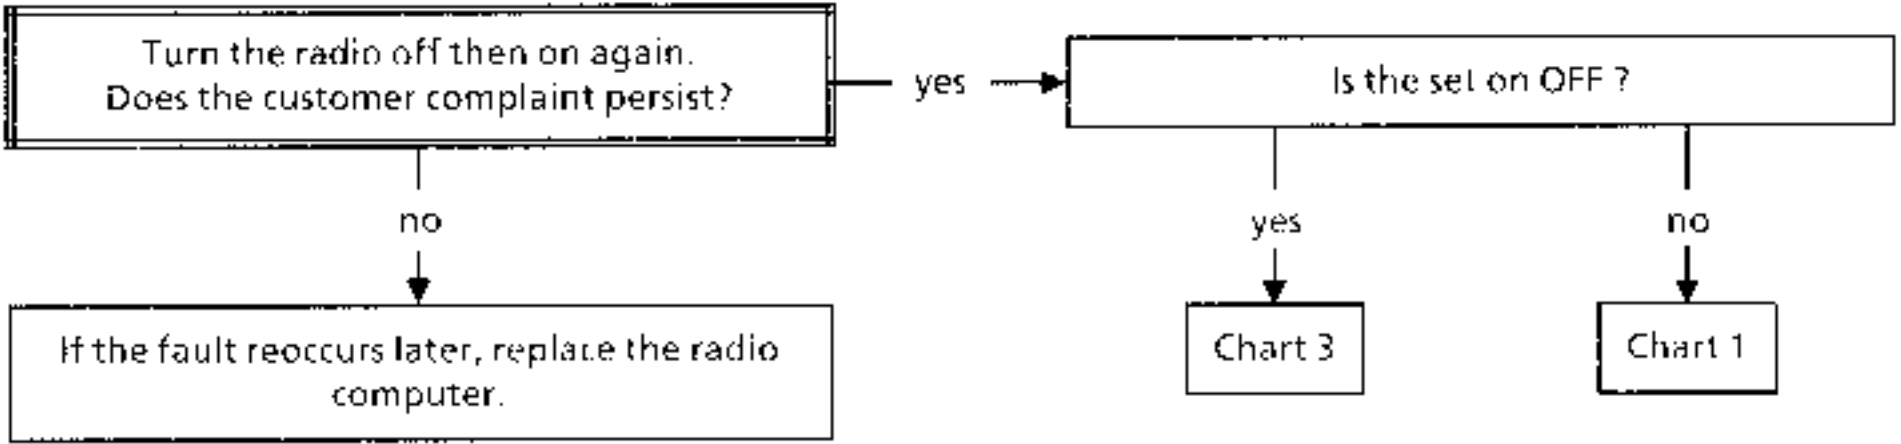 Turn the radio off then on again.
Does the customer complaint persist?
yes
Is the set on OFF ?
no
yes
no
If the fault reoccurs later, replace the radio
computer.
Chart 3
Chart 1